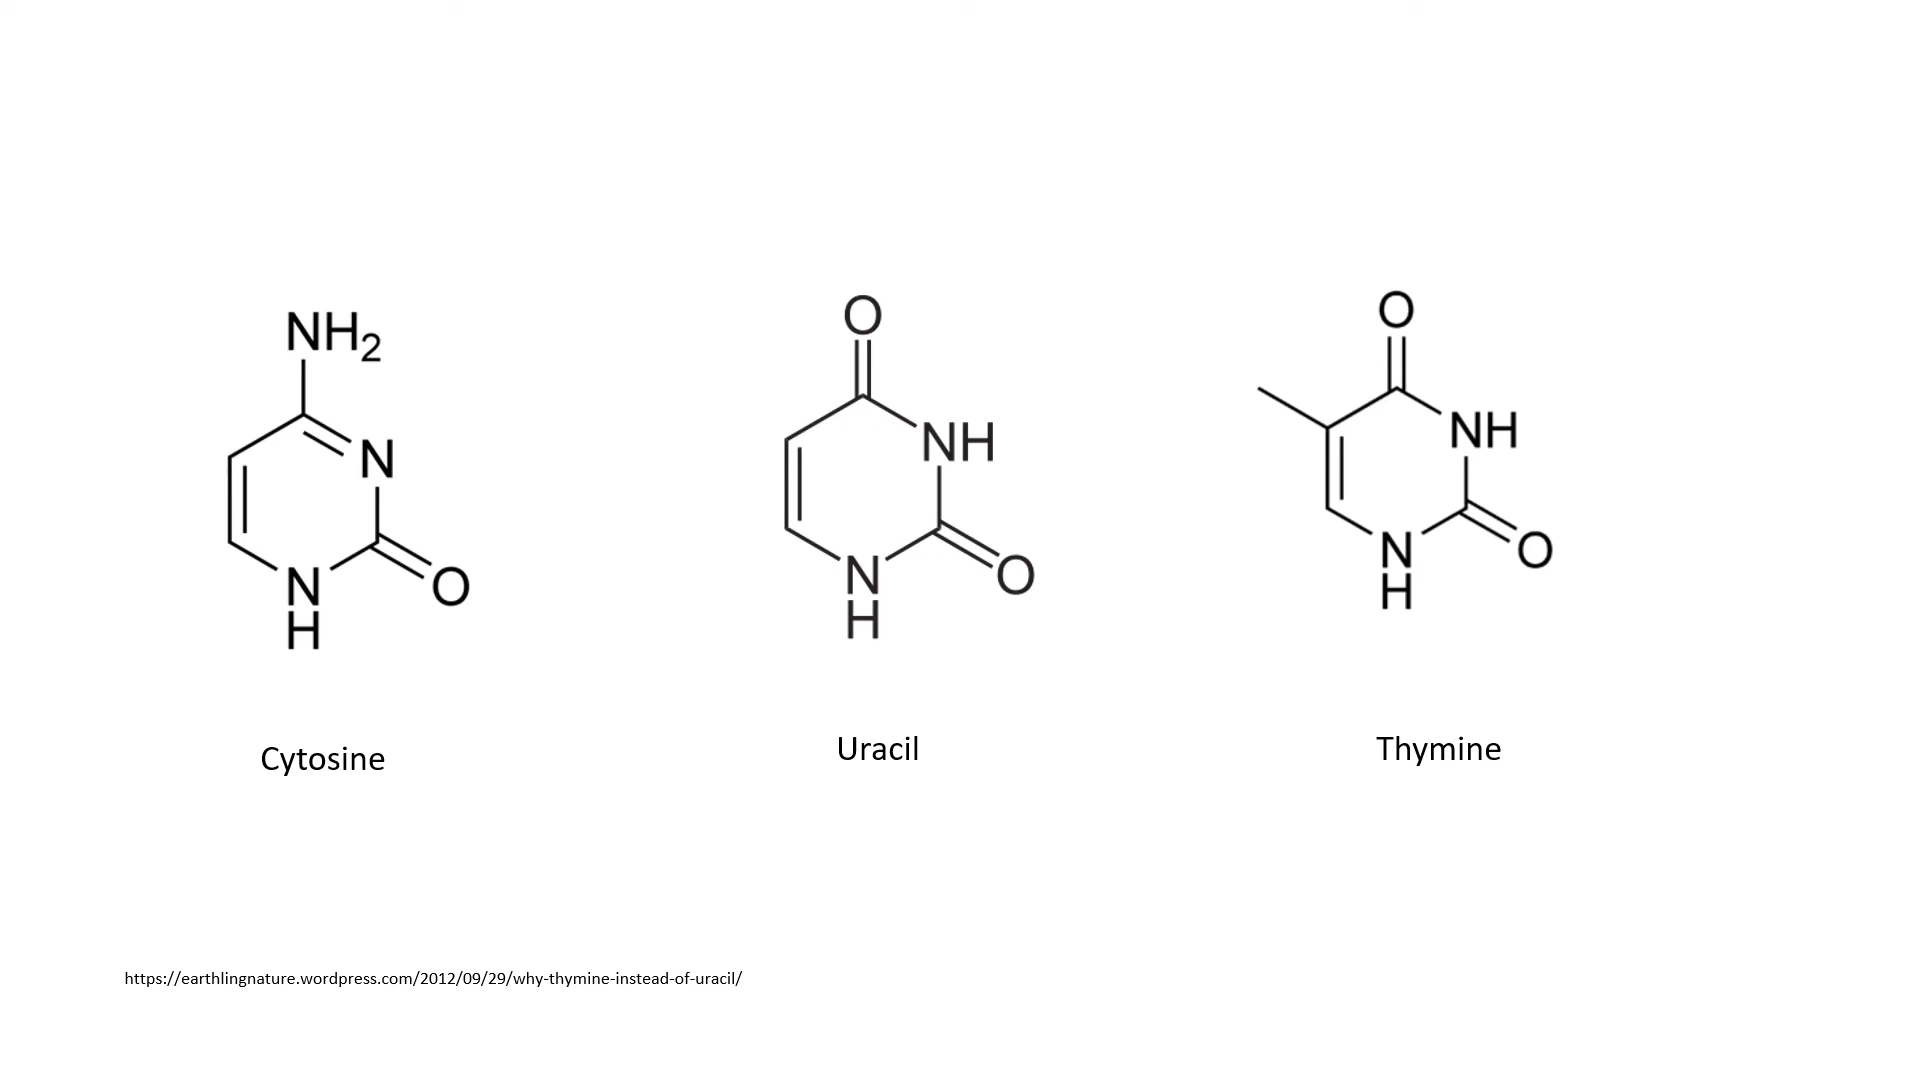 NH2
N
N
H
O
O
NH
N
H
O
O
NH
N
H
O
Cytosine
Uracil
Thymine
https://earthlingnature.wordpress.com/2012/09/29/why-thymine-instead-of-uracil/